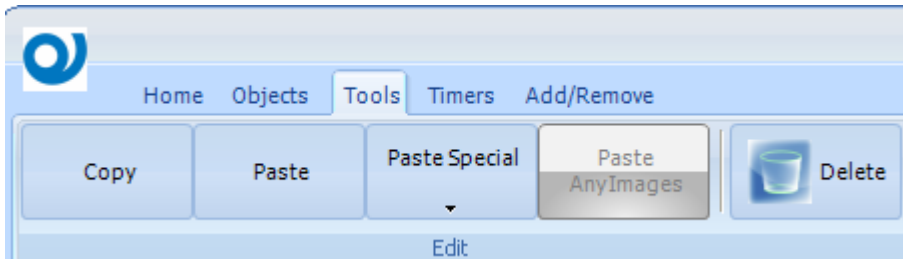 Home Objects Tools Timers Add/Remove
Copy Paste Paste Special Paste AnyImages Delete
Edit